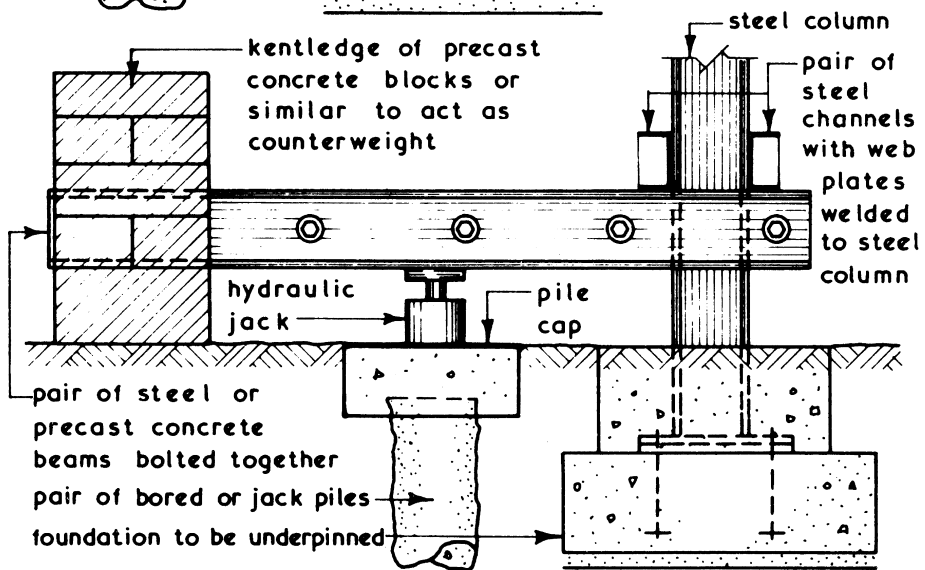 steel column
kentledge of precast
concrete blocks or
similar to act as
counterweight
pair of
steel
channels
with web
plates
welded
to steel
column
hydraulic
jack
pile
cap
pair of steel or
precast concrete
beams bolted together
pair of bored or jack piles
foundation to be underpinned